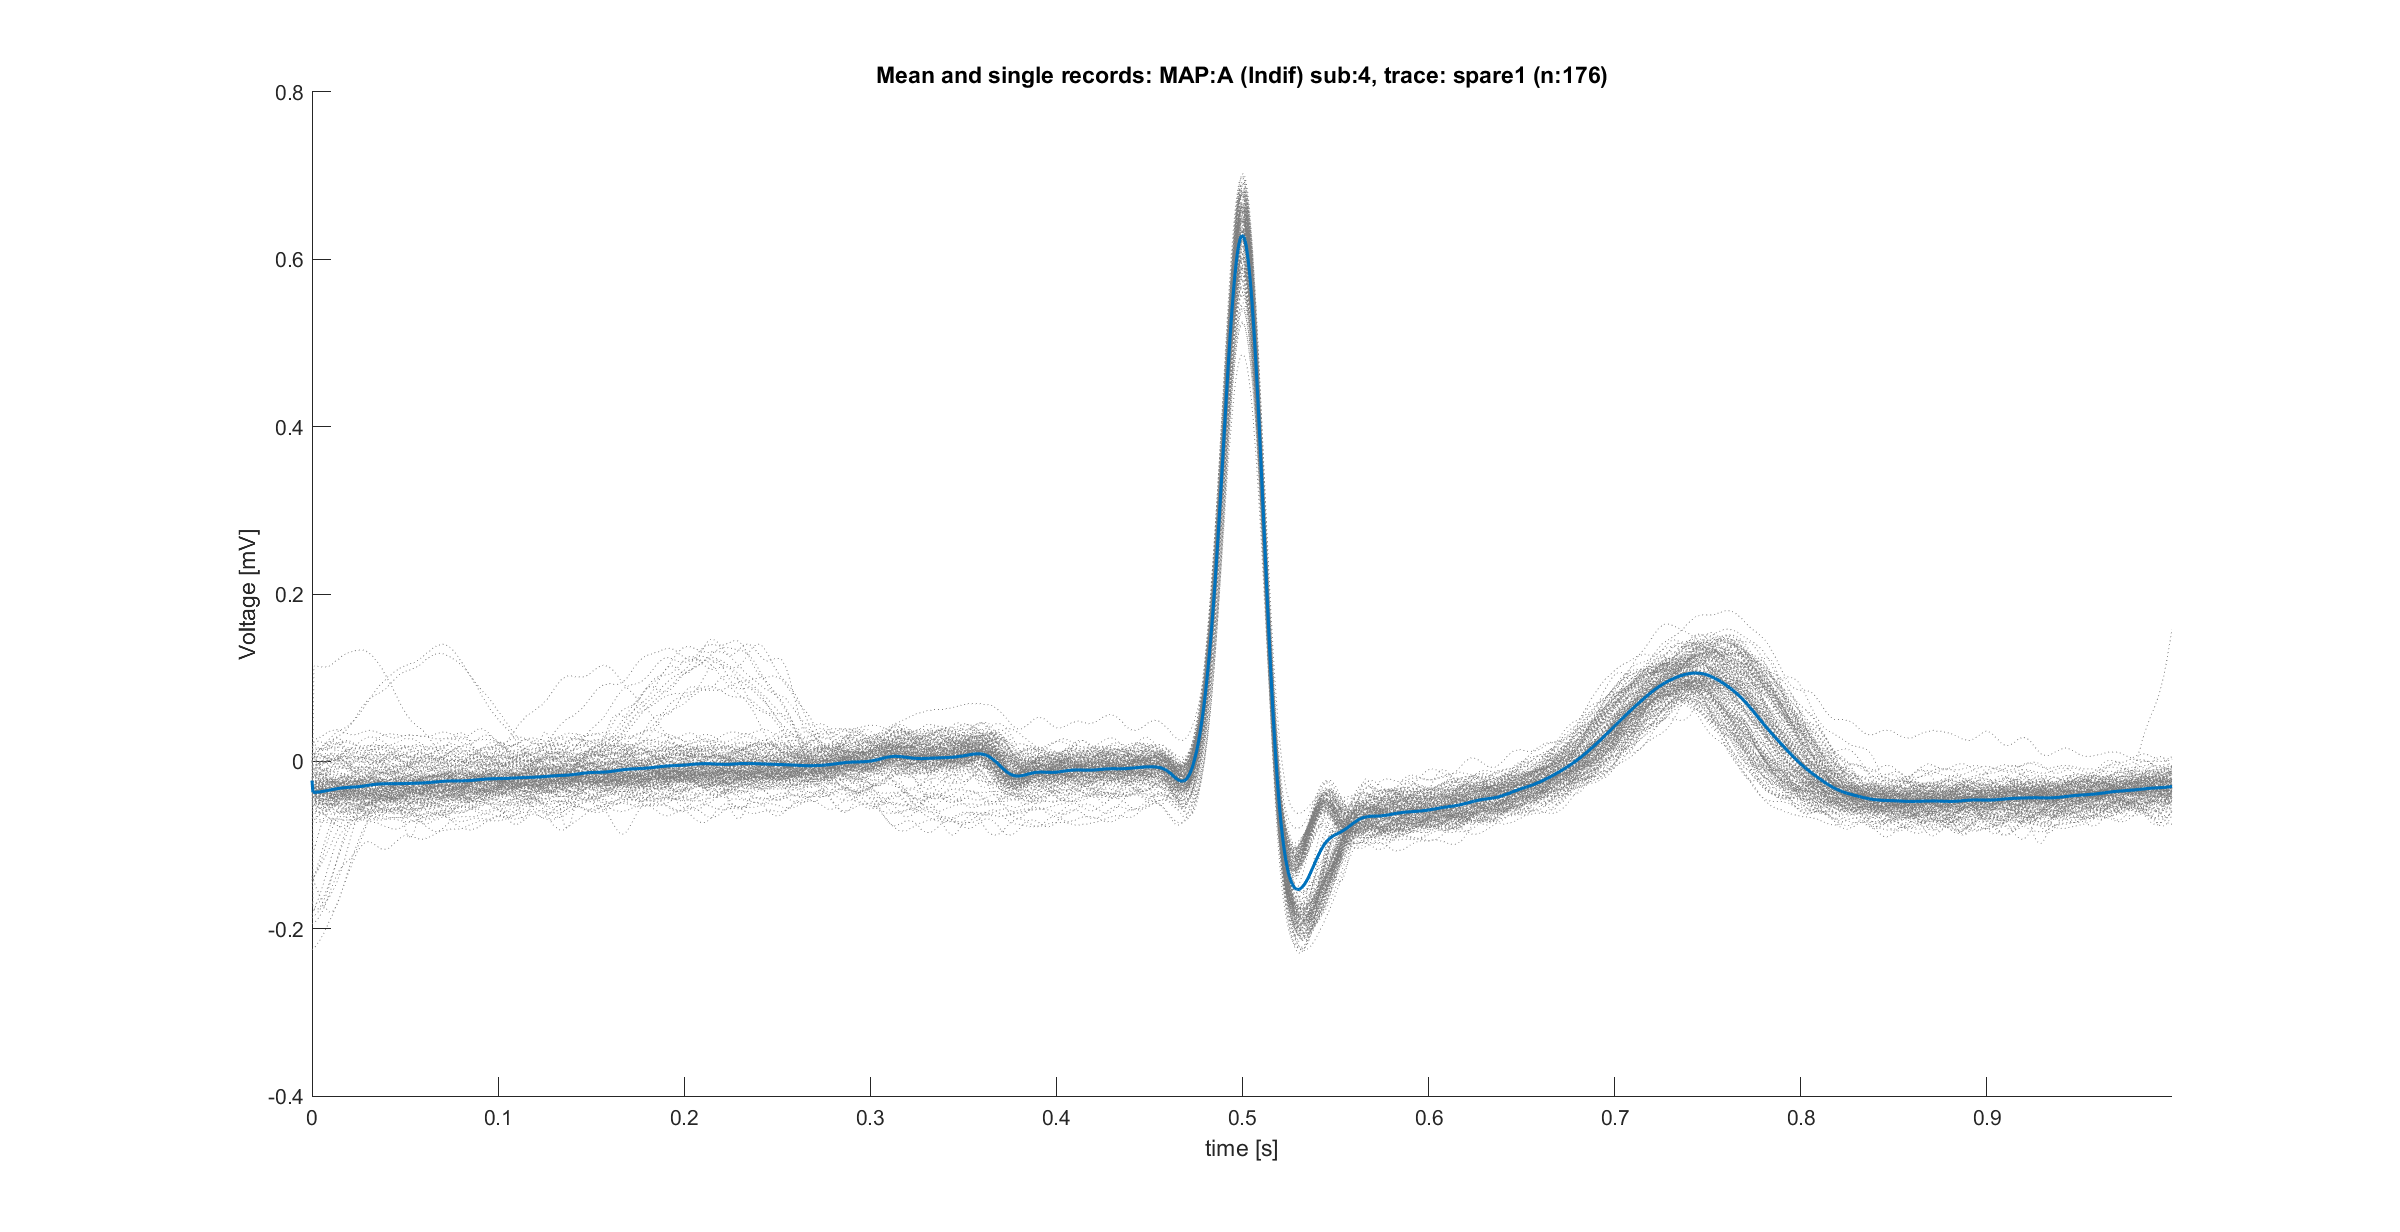 Mean and single records: MAP:A (Indif) sub:4, trace: spare1 (n:176)
0.8
0.6
0.4
0.2
0
-0.2
-0.4
Voltage [mV]
0 0.1 0.2 0.3 0.4 0.5 0.6 0.7 0.8 0.9
time [s]